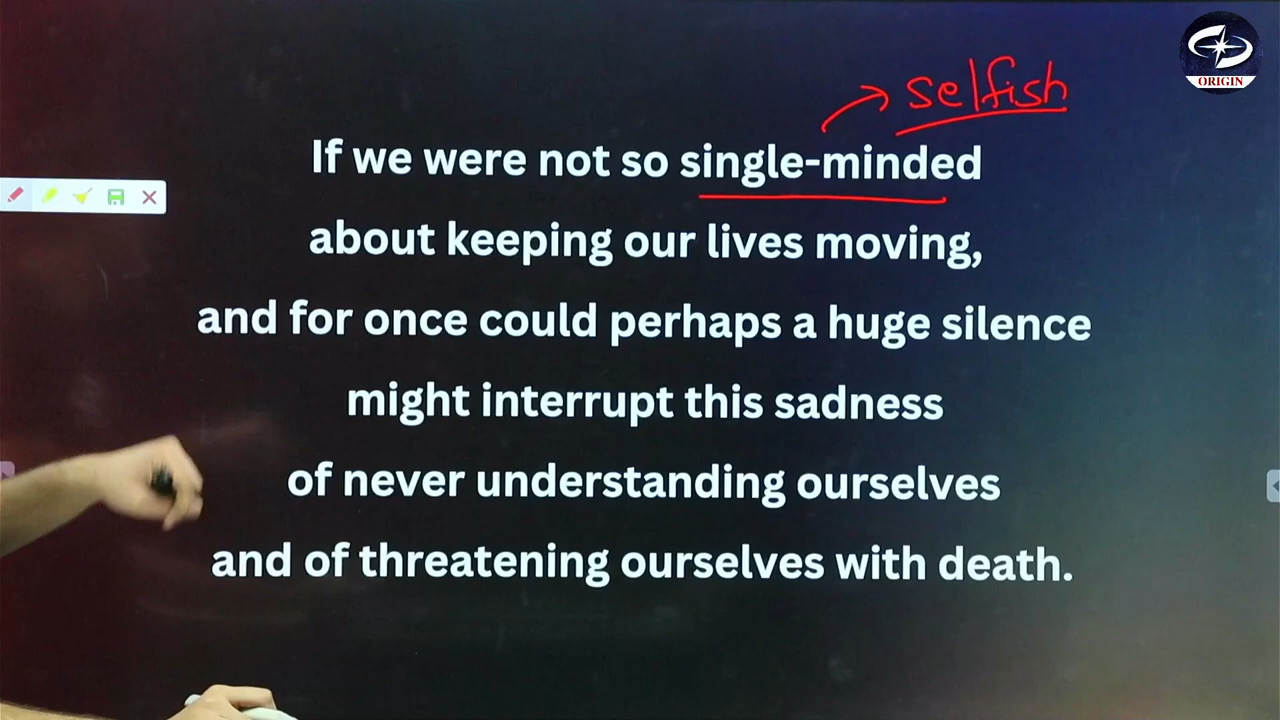 ORIGIN
selfish
If we were not so single-minded
about keeping our lives moving,
and for once could perhaps a huge silence
might interrupt this sadness
of never understanding ourselves
and of threatening ourselves with death.